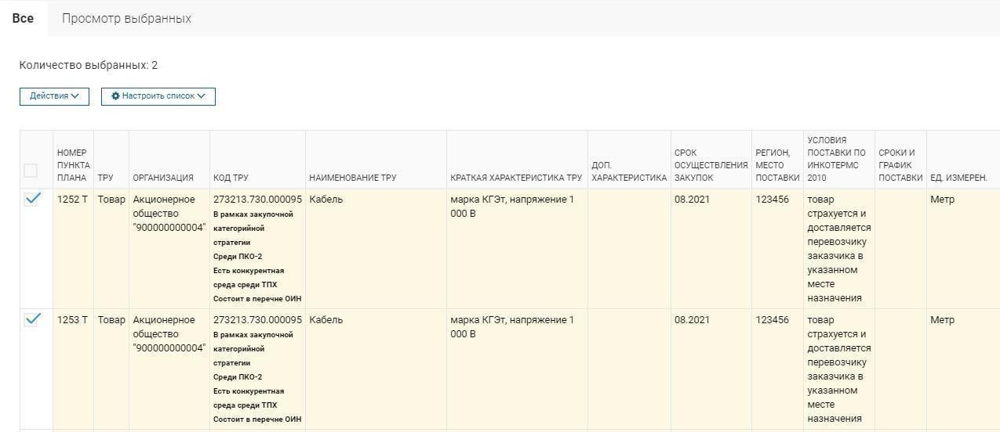 Все
Просмотр выбранных
Количество выбранных: 2
Действия
Настроить список
НОМЕР
ПУНКТА
ПЛАНА
ТРУ
ОРГАНИЗАЦИЯ
КОД ТРУ
НАИМЕНОВАНИЕ ТРУ
КРАТКАЯ ХАРАКТЕРИСТИКА ТРУ
ДОП.
ХАРАКТЕРИСТИКА
СРОК
ОСУЩЕСТВЛЕНИЯ
ЗАКУПОК
РЕГИОН,
МЕСТО
ПОСТАВКИ
УСЛОВИЯ
ПОСТАВКИ ПО
ИНКОТЕРМС
2010
СРОКИ И
ГРАФИК
ПОСТАВКИ
ЕД. ИЗМЕРЕН.
1252 Т
Товар
Акционерное
общество
"900000000004"
273213.730.000095
В рамках закупочной
категорийной
стратегии
Среди ПКО-2
Есть конкурентная
среда среди ТПХ
Состоит в перечне ОИН
Кабель
марка КГЭт, напряжение 1
000 В
08.2021
123456
товар
страхуется и
доставляется
перевозчику
заказчика в
указанном
месте
назначения
Метр
1253 Т
Товар
Акционерное
общество
"900000000004"
273213.730.000095
В рамках закупочной
категорийной
стратегии
Среди ПКО-2
Есть конкурентная
среда среди ТПХ
Состоит в перечне ОИН
Кабель
марка КГЭт, напряжение 1
000 В
08.2021
123456
товар
страхуется и
доставляется
перевозчику
заказчика в
указанном
месте
назначения
Метр